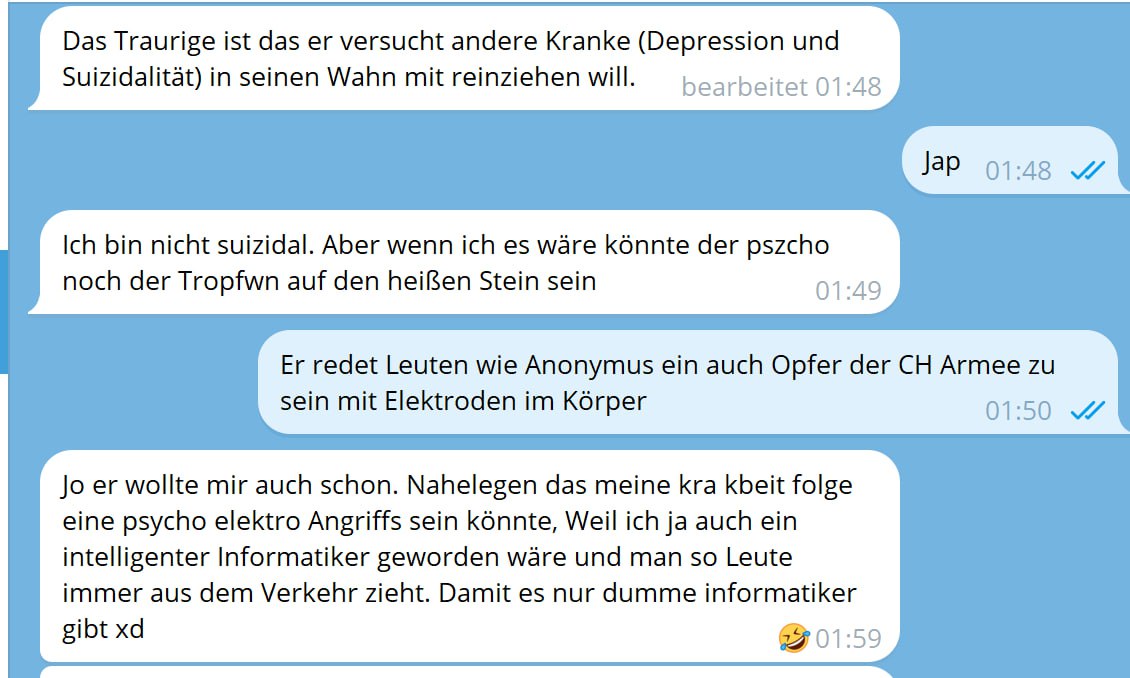 Das Traurige ist das er versucht andere Kranke (Depression und
Suizidalität) in seinen Wahn mit reinziehen will.
bearbeitet 01:48
Jap
01:48
Ich bin nicht suizidal. Aber wenn ich es wäre könnte der pszcho
noch der Tropfwn auf den heißen Stein sein
01:49
Er redet Leuten wie Anonymus ein auch Opfer der CH Armee zu
sein mit Elektroden im Körper
01:50
Jo er wollte mir auch schon. Nahelegen das meine kra kbeit folge
eine psycho elektro Angriffs sein könnte, Weil ich ja auch ein
intelligenter Informatiker geworden wäre und man so Leute
immer aus dem Verkehr zieht. Damit es nur dumme informatiker
gibt xd
🤣 01:59